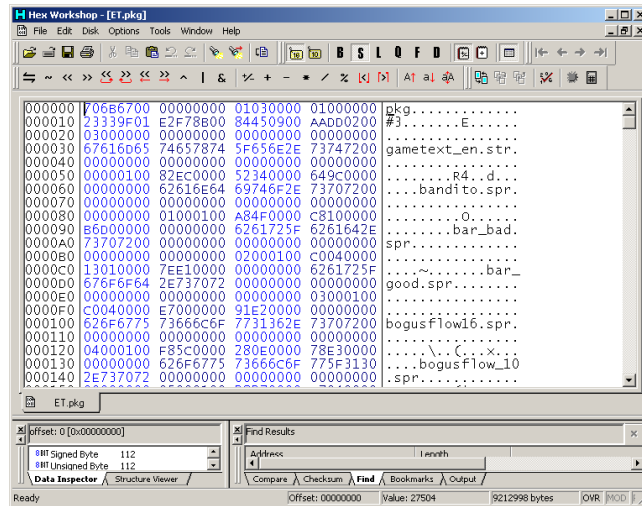 Hex Workshop - [ET.pkg]
File Edit Disk Options Tools Window Help
B S L Q F D
000000 706B6700 00000000 01030000 01000000 pkg.............
000010 23339F01 E2F78B00 84450900 AADD0200 #3.......E......
000020 03000000 00000000 00000000 00000000 ................
000030 67616D65 74657874 5F656E2E 73747200 gametext_en.str.
000040 00000000 00000000 00000000 00000000 ................
000050 00000100 82EC0000 52340000 649C0000 ........R4..d...
000060 00000000 62616E64 69746F2E 73707200 ....bandito.spr.
000070 00000000 00000000 00000000 00000000 ................
000080 00000000 01000100 A84F0000 C8100000 .........O......
000090 B6D00000 00000000 6261725F 6261642E ........bar_bad.
0000A0 73707200 00000000 00000000 00000000 spr.............
0000B0 00000000 00000000 02000100 C0040000 ................
0000C0 13010000 7EE10000 00000000 6261725F ....~.......bar_
0000D0 676F6F64 2E737072 00000000 00000000 good.spr........
0000E0 00000000 00000000 00000000 03000100 ................
0000F0 C0040000 E7000000 91E20000 00000000 ................
000100 626F6775 73666C6F 7731362E 73707200 bogusflow16.spr.
000110 00000000 00000000 00000000 00000000 ................
000120 04000100 F85C0000 280E0000 78E30000 .....\..(...x...
000130 00000000 626F6775 73666C6F 775F3130 ....bogusflow_10
000140 2E737072 00000000 00000000 00000000 .spr............
ET.pkg
offset: 0 [0x00000000]
8BIT Signed Byte 112
8BIT Unsigned Byte 112
Data Inspector Structure Viewer
Find Results
Address Length
Compare Checksum Find Bookmarks Output
Ready Offset: 00000000 Value: 27504 9212998 bytes OVR MOD